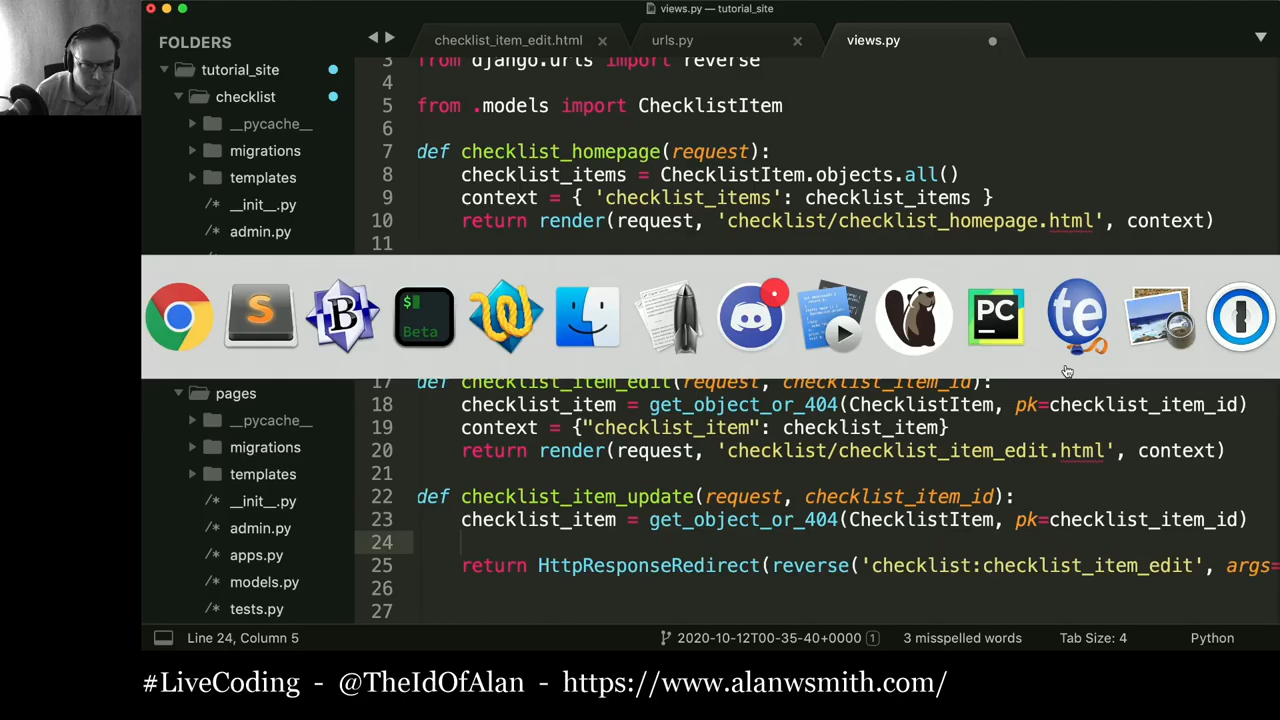 views.py — tutorial_site
FOLDERS
tutorial_site
checklist
__pycache__
migrations
templates
/* __init__.py
/* admin.py
pages
__pycache__
migrations
templates
/* __init__.py
/* admin.py
/* apps.py
/* models.py
/* tests.py
checklist_item_edit.html
urls.py
views.py
3 from django.urls import reverse
4
5 from .models import ChecklistItem
6
7 def checklist_homepage(request):
8 checklist_items = ChecklistItem.objects.all()
9 context = { 'checklist_items': checklist_items }
10 return render(request, 'checklist/checklist_homepage.html', context)
11
S
B
$
Beta
PC
te
17 def checklist_item_edit(request, checklist_item_id):
18 checklist_item = get_object_or_404(ChecklistItem, pk=checklist_item_id)
19 context = {"checklist_item": checklist_item}
20 return render(request, 'checklist/checklist_item_edit.html', context)
21
22 def checklist_item_update(request, checklist_item_id):
23 checklist_item = get_object_or_404(ChecklistItem, pk=checklist_item_id)
24
25 return HttpResponseRedirect(reverse('checklist:checklist_item_edit', args=
26
27
Line 24, Column 5
2020-10-12T00-35-40+0000 1
3 misspelled words
Tab Size: 4
Python
#LiveCoding - @TheIdOfAlan - https://www.alanwsmith.com/